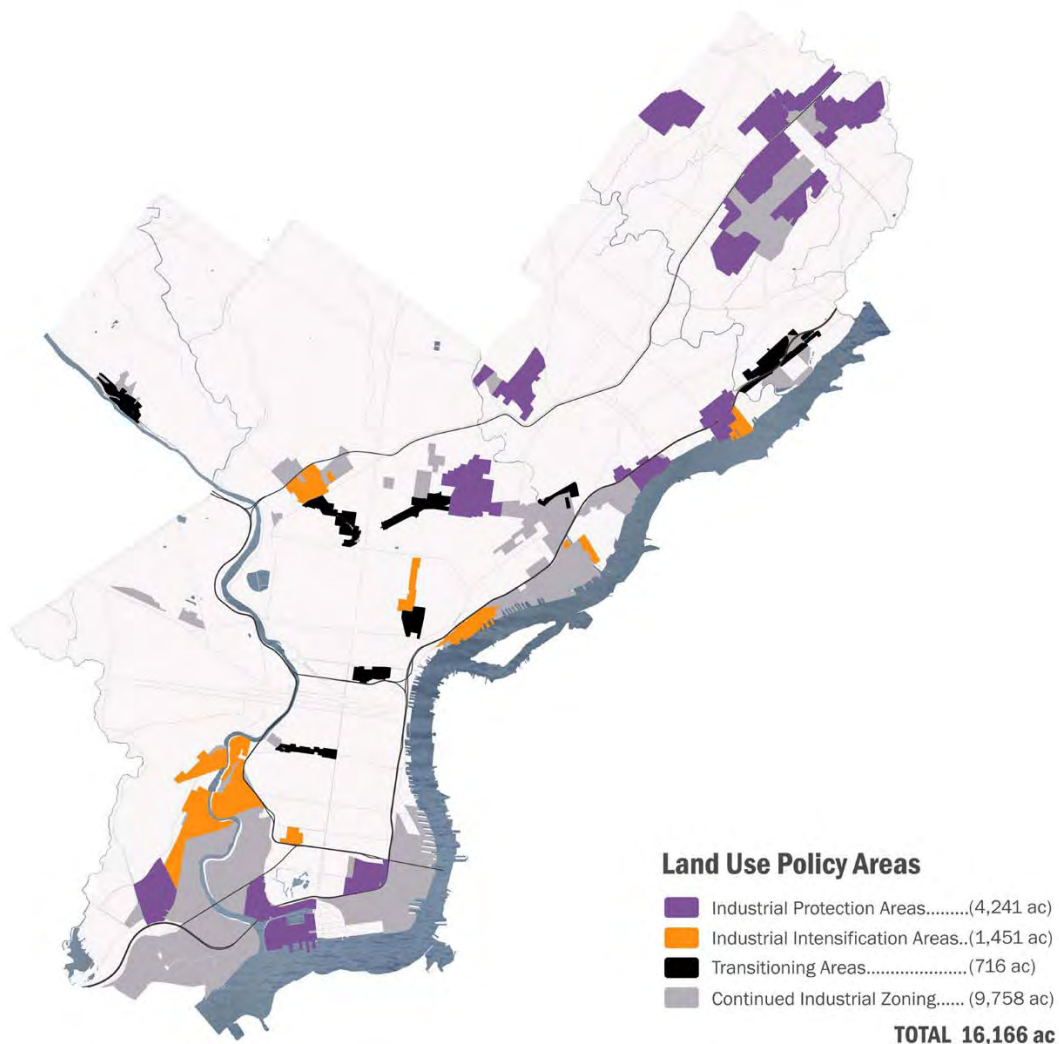 Land Use Policy Areas
Industrial Protection Areas.........(4,241 ac)
Industrial Intensification Areas..(1,451 ac)
Transitioning Areas......................(716 ac)
Continued Industrial Zoning...... (9,758 ac)
TOTAL 16,166 ac